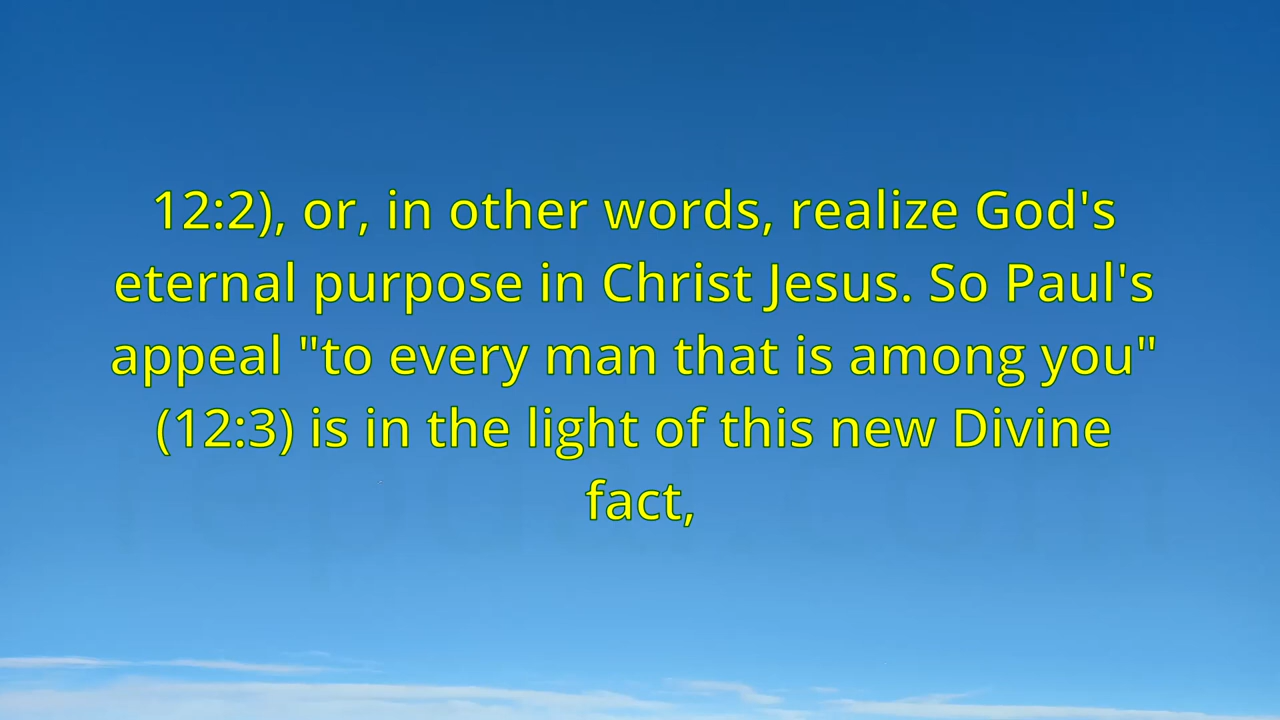 12:2), or, in other words, realize God's
eternal purpose in Christ Jesus. So Paul's
appeal "to every man that is among you"
(12:3) is in the light of this new Divine
fact,